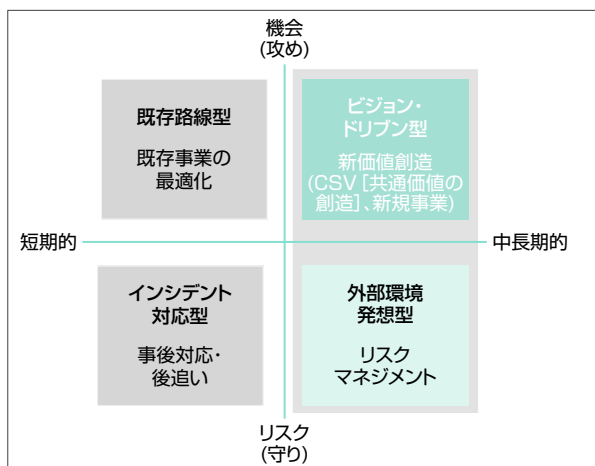 機会
(攻め)
既存路線型
既存事業の
最適化
ビジョン・
ドリブン型
新価値創造
(CSV［共通価値の
創造］、新規事業)
短期的
中長期的
インシデント
対応型
事後対応・
後追い
外部環境
発想型
リスク
マネジメント
リスク
(守り)